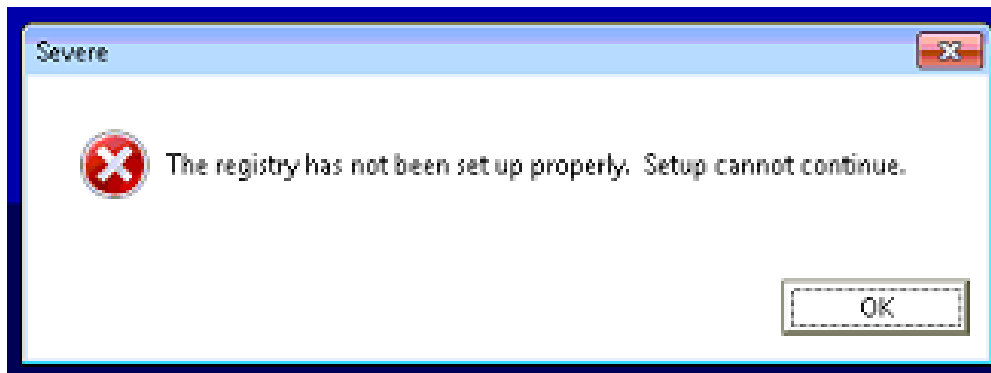 Severe
The registry has not been set up properly.  Setup cannot continue.
OK